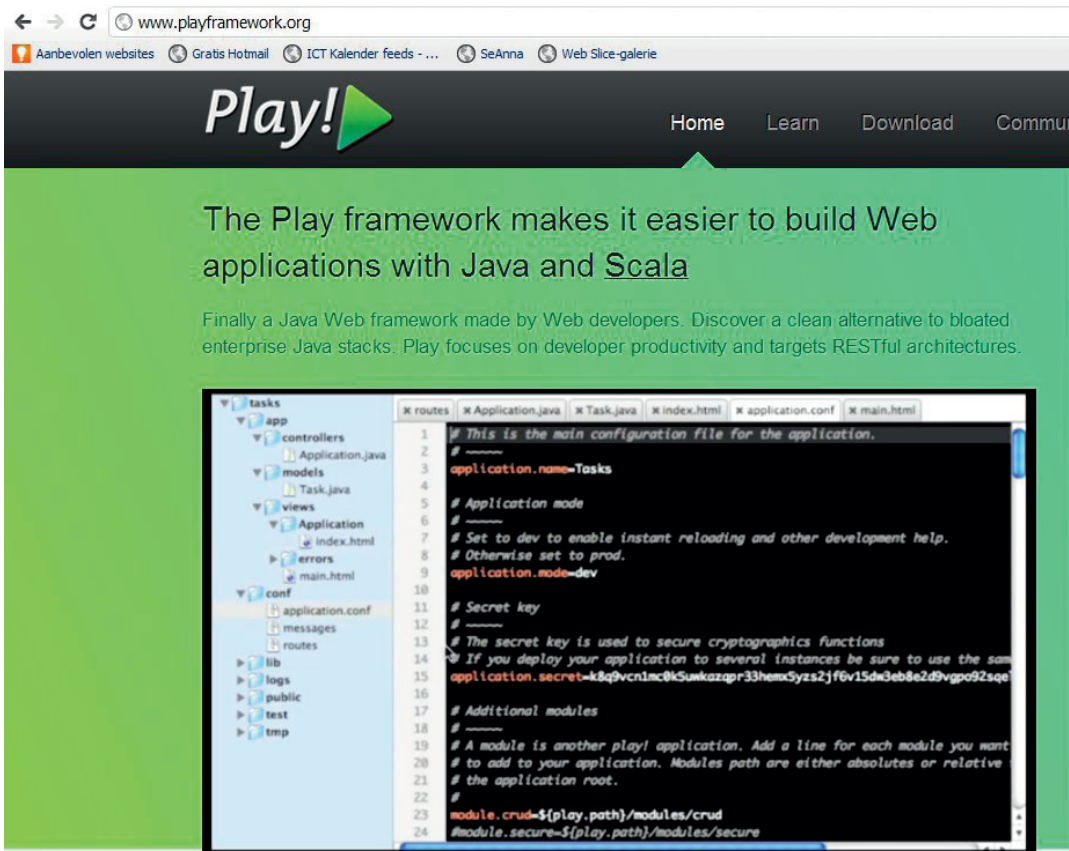 www.playframework.org
Aanbevolen websites Gratis Hotmail ICT Kalender feeds - ... SeAnna Web Slice-galerie
Play!
Home Learn Download Commu
The Play framework makes it easier to build Web
applications with Java and Scala
Finally a Java Web framework made by Web developers. Discover a clean alternative to bloated
enterprise Java stacks. Play focuses on developer productivity and targets RESTful architectures.
tasks
app
controllers
Application.java
models
Task.java
views
Application
index.html
errors
main.html
conf
application.conf
messages
routes
lib
logs
public
test
tmp
routes Application.java Task.java index.html application.conf main.html
1 # This is the main configuration file for the application.
2 # ~~~~~
3 application.name=Tasks
4
5 # Application mode
6 # ~~~~~
7 # Set to dev to enable instant reloading and other development help.
8 # Otherwise set to prod.
9 application.mode=dev
10
11 # Secret key
12 # ~~~~~
13 # The secret key is used to secure cryptographics functions
14 # If you deploy your application to several instances be sure to use the sam
15 application.secret=
16
17 # Additional modules
18 # ~~~~~
19 # A module is another play! application. Add a line for each module you want
20 # to add to your application. Modules path are either absolutes or relative
21 # the application root.
22 #
23 module.crud=${play.path}/modules/crud
24 #module.secure=${play.path}/modules/secure